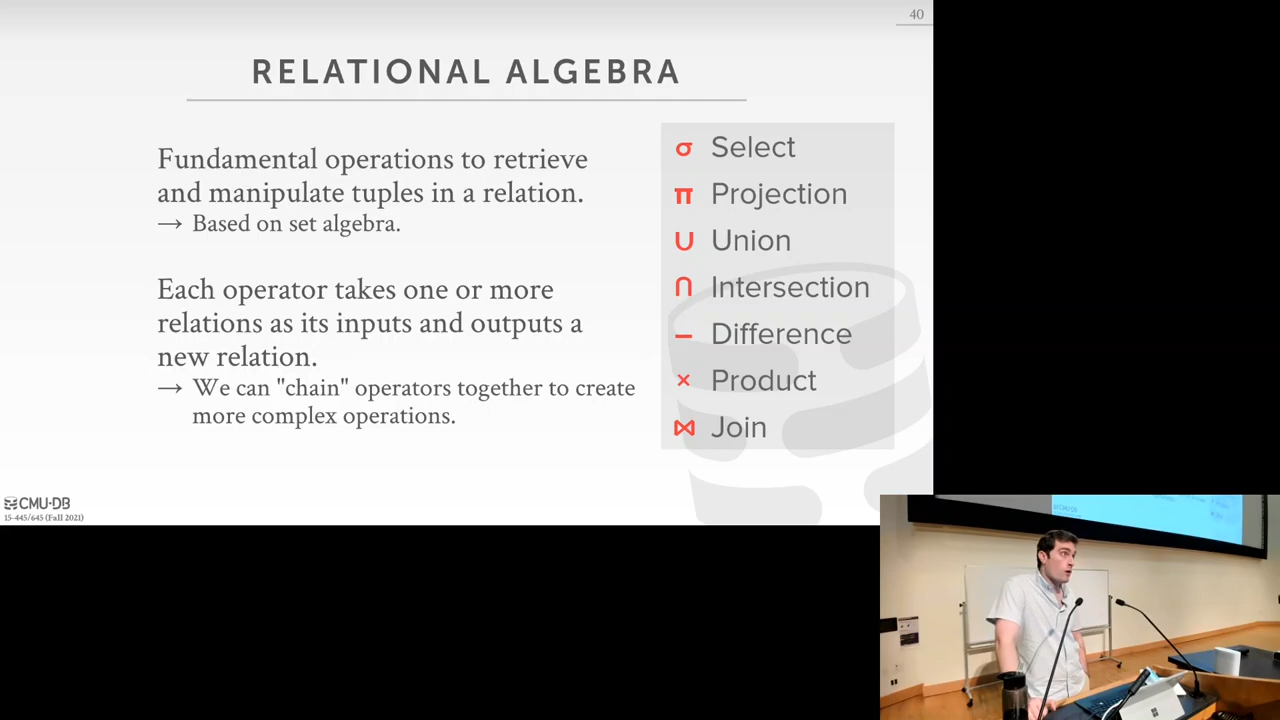 40
RELATIONAL ALGEBRA
Fundamental operations to retrieve
and manipulate tuples in a relation.
→ Based on set algebra.
Each operator takes one or more
relations as its inputs and outputs a
new relation.
→ We can "chain" operators together to create
more complex operations.
σ Select
π Projection
∪ Union
∩ Intersection
− Difference
× Product
⋈ Join
CMU·DB
15-445/645 (Fall 2021)